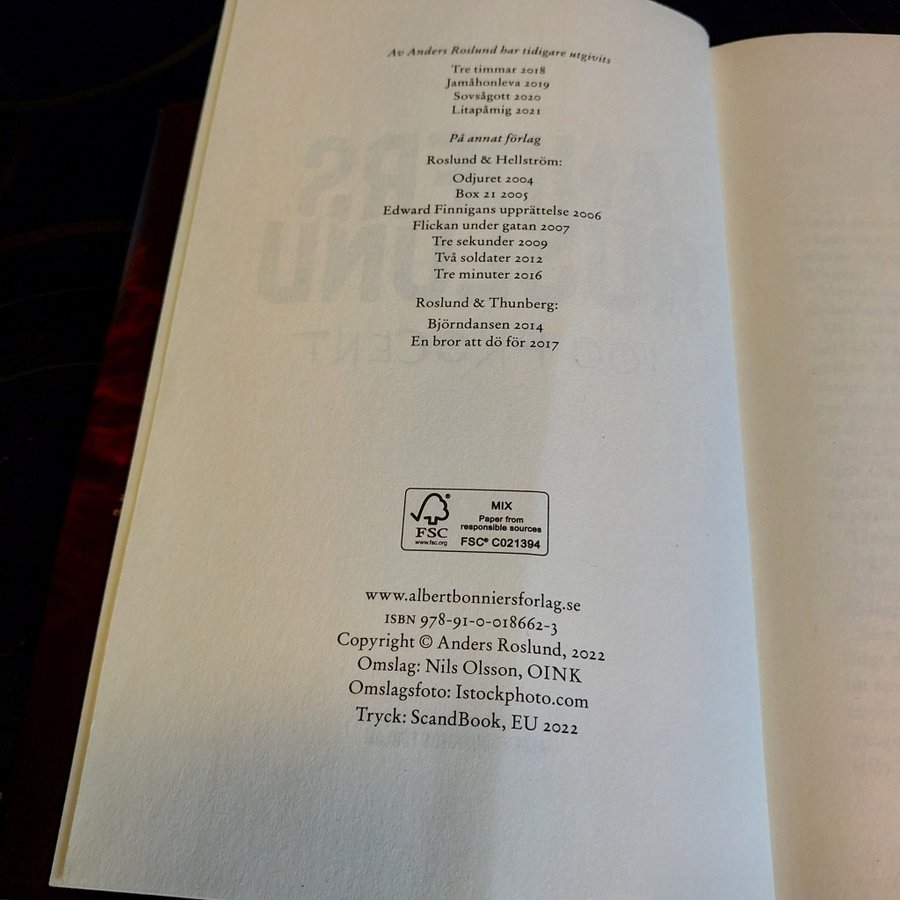 Av Anders Roslund har tidigare utgivits
Tre timmar 2018
Jamåhonleva 2019
Sovsågott 2020
Litapåmig 2021
På annat förlag
Roslund & Hellström:
Odjuret 2004
Box 21 2005
Edward Finnigans upprättelse 2006
Flickan under gatan 2007
Tre sekunder 2009
Två soldater 2012
Tre minuter 2016
Roslund & Thunberg:
Björndansen 2014
En bror att dö för 2017
FSC
www.fsc.org
MIX
Paper from
responsible sources
FSC® C021394
www.albertbonniersforlag.se
ISBN 978-91-0-018662-3
Copyright © Anders Roslund, 2022
Omslag: Nils Olsson, OINK
Omslagsfoto: Istockphoto.com
Tryck: ScandBook, EU 2022